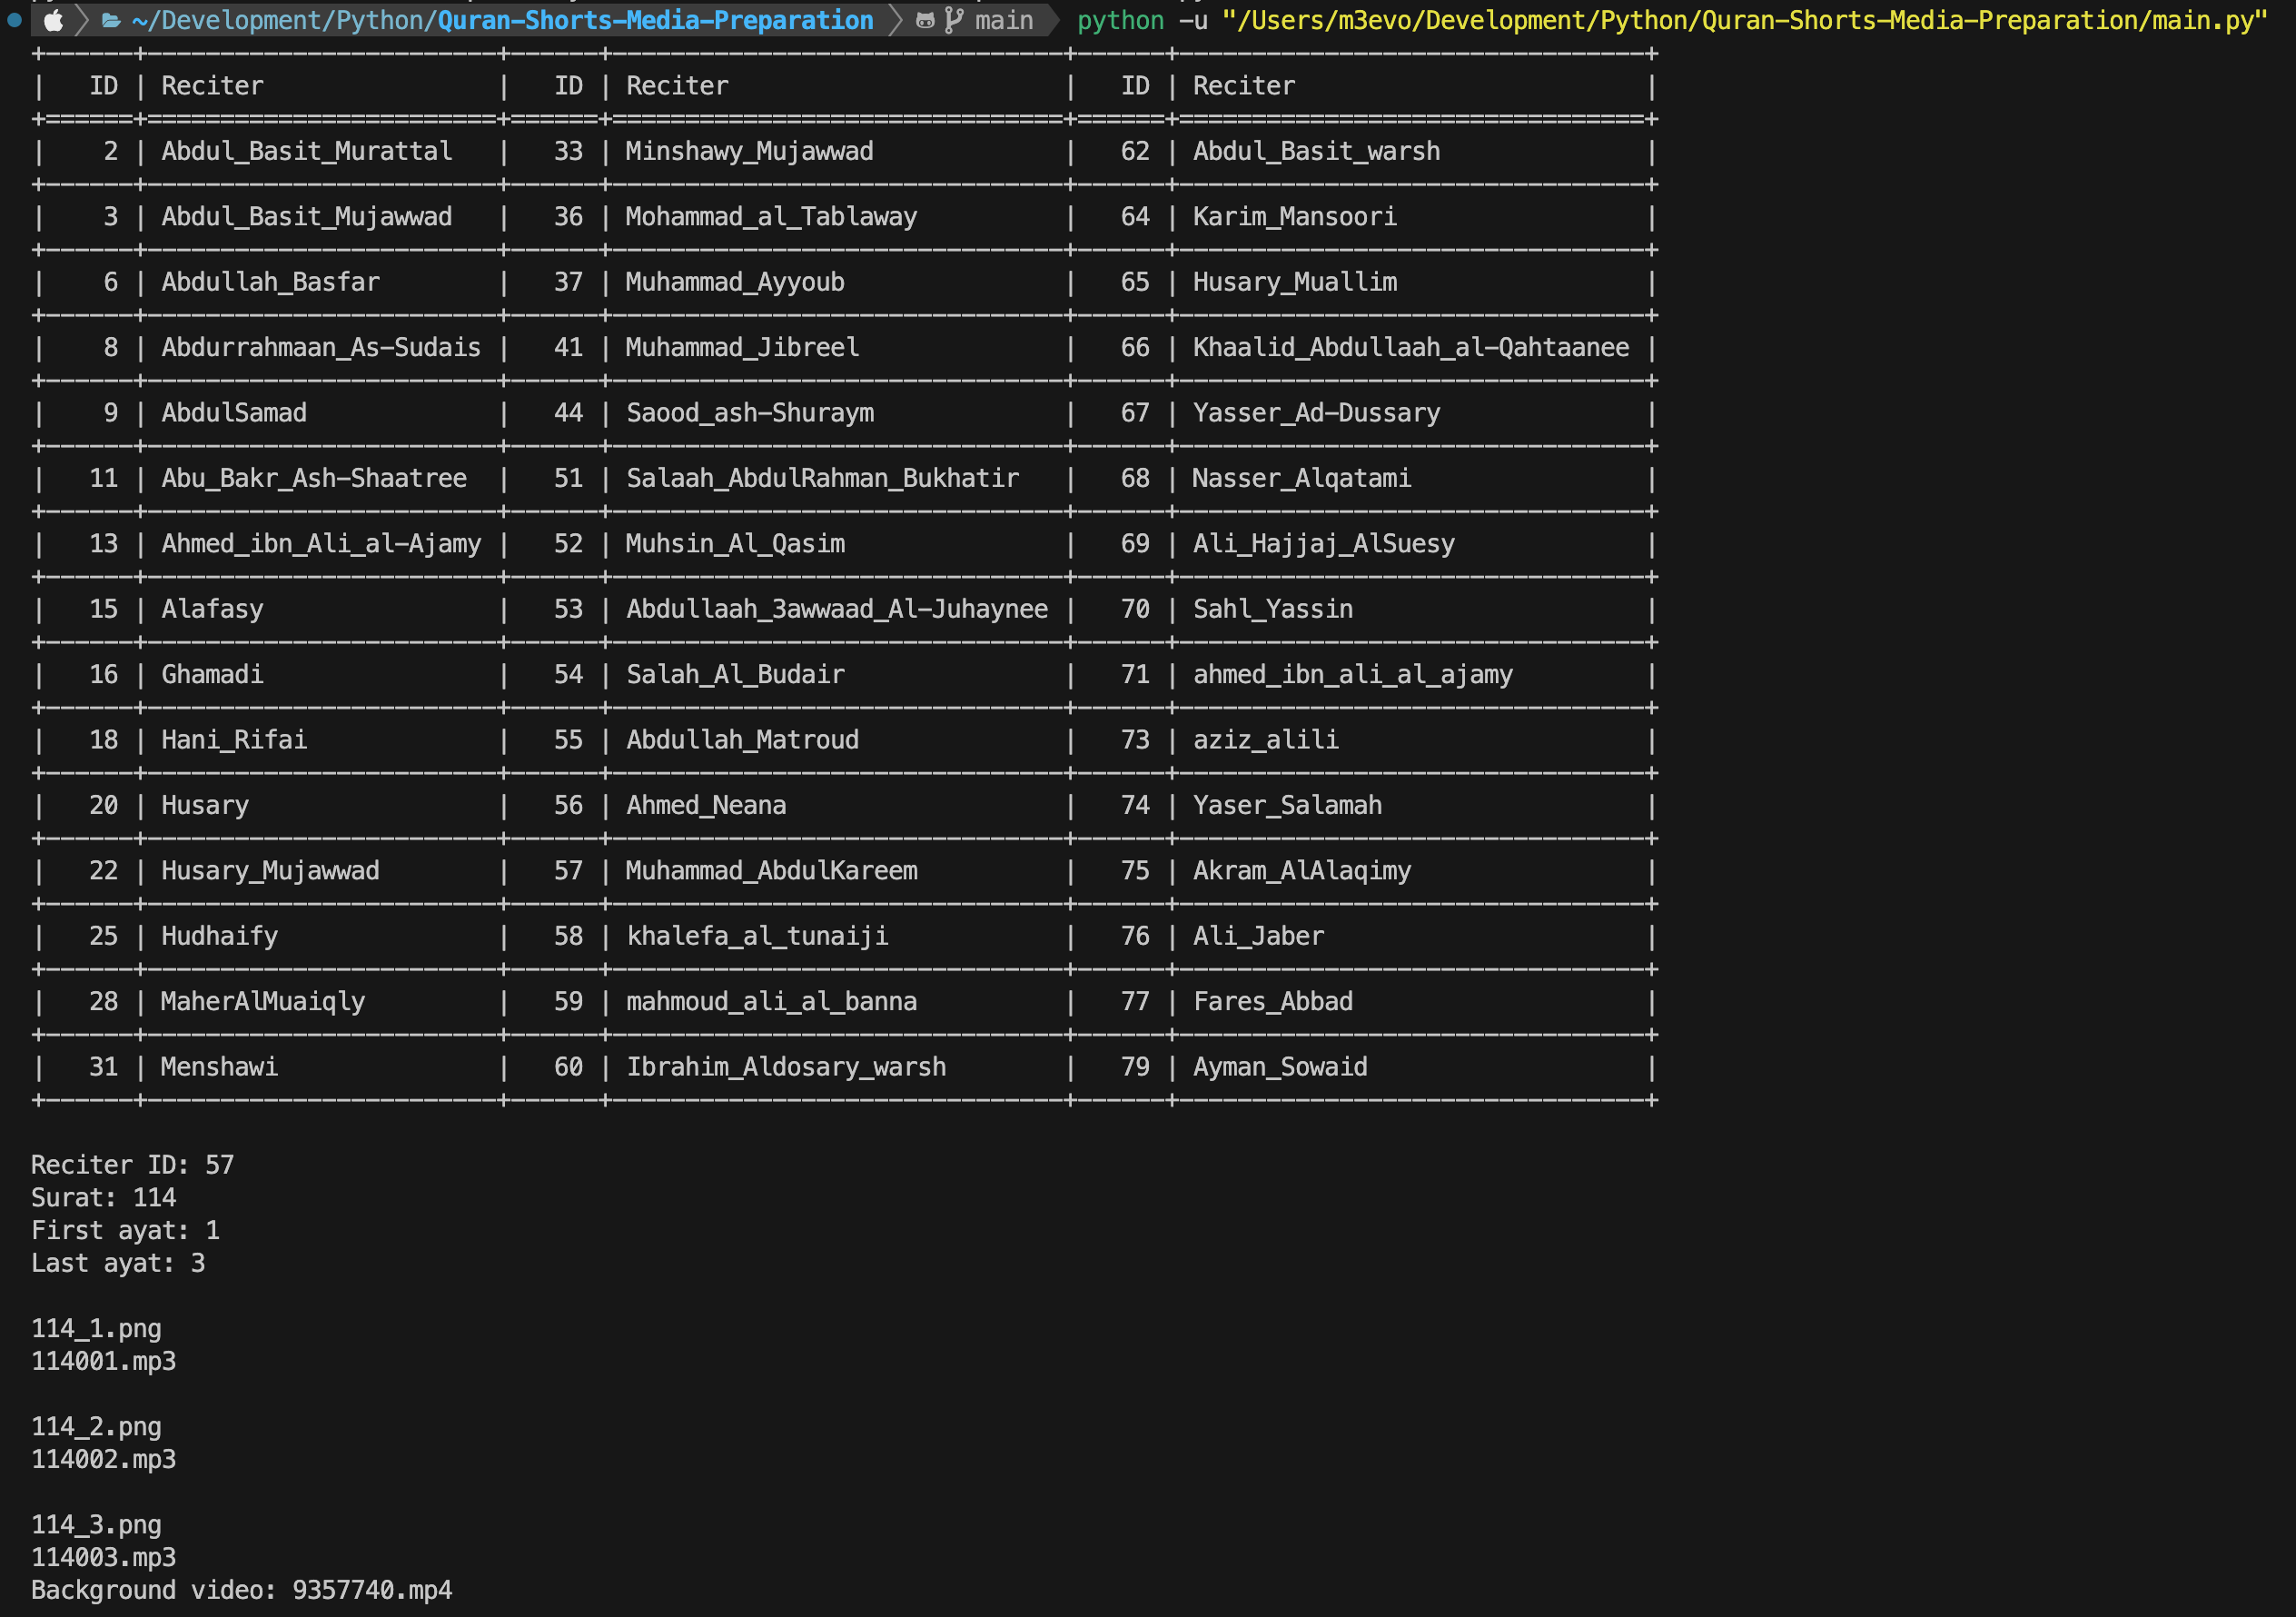 ~/Development/Python/Quran-Shorts-Media-Preparation main python -u "/Users/m3evo/Development/Python/Quran-Shorts-Media-Preparation/main.py"
| ID | Reciter | ID | Reciter | ID | Reciter |
| 2 | Abdul_Basit_Murattal | 33 | Minshawy_Mujawwad | 62 | Abdul_Basit_warsh |
| 3 | Abdul_Basit_Mujawwad | 36 | Mohammad_al_Tablaway | 64 | Karim_Mansoori |
| 6 | Abdullah_Basfar | 37 | Muhammad_Ayyoub | 65 | Husary_Muallim |
| 8 | Abdurrahmaan_As-Sudais | 41 | Muhammad_Jibreel | 66 | Khaalid_Abdullaah_al-Qahtaanee |
| 9 | AbdulSamad | 44 | Saood_ash-Shuraym | 67 | Yasser_Ad-Dussary |
| 11 | Abu_Bakr_Ash-Shaatree | 51 | Salaah_AbdulRahman_Bukhatir | 68 | Nasser_Alqatami |
| 13 | Ahmed_ibn_Ali_al-Ajamy | 52 | Muhsin_Al_Qasim | 69 | Ali_Hajjaj_AlSuesy |
| 15 | Alafasy | 53 | Abdullaah_3awwaad_Al-Juhaynee | 70 | Sahl_Yassin |
| 16 | Ghamadi | 54 | Salah_Al_Budair | 71 | ahmed_ibn_ali_al_ajamy |
| 18 | Hani_Rifai | 55 | Abdullah_Matroud | 73 | aziz_alili |
| 20 | Husary | 56 | Ahmed_Neana | 74 | Yaser_Salamah |
| 22 | Husary_Mujawwad | 57 | Muhammad_AbdulKareem | 75 | Akram_AlAlaqimy |
| 25 | Hudhaify | 58 | khalefa_al_tunaiji | 76 | Ali_Jaber |
| 28 | MaherAlMuaiqly | 59 | mahmoud_ali_al_banna | 77 | Fares_Abbad |
| 31 | Menshawi | 60 | Ibrahim_Aldosary_warsh | 79 | Ayman_Sowaid |
Reciter ID: 57
Surat: 114
First ayat: 1
Last ayat: 3
114_1.png
114001.mp3
114_2.png
114002.mp3
114_3.png
114003.mp3
Background video: 9357740.mp4